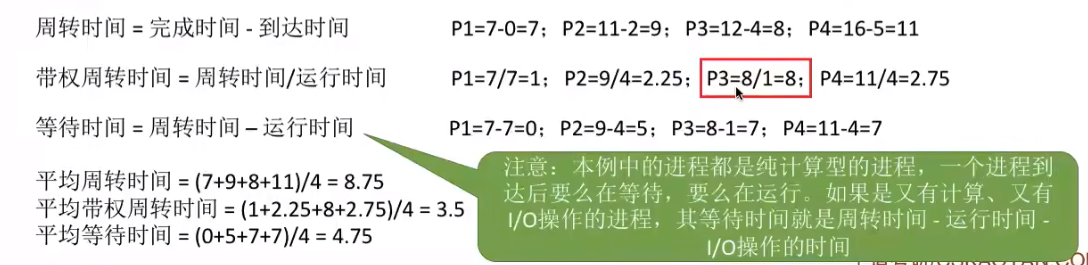 周转时间 = 完成时间 - 到达时间 P1=7-0=7；P2=11-2=9；P3=12-4=8；P4=16-5=11
带权周转时间 = 周转时间/运行时间 P1=7/7=1；P2=9/4=2.25；P3=8/1=8；P4=11/4=2.75
等待时间 = 周转时间 – 运行时间 P1=7-7=0；P2=9-4=5；P3=8-1=7；P4=11-4=7
注意：本例中的进程都是纯计算型的进程，一个进程到
达后要么在等待，要么在运行。如果是又有计算、又有
I/O操作的进程，其等待时间就是周转时间 - 运行时间 -
I/O操作的时间
平均周转时间 = (7+9+8+11)/4 = 8.75
平均带权周转时间 = (1+2.25+8+2.75)/4 = 3.5
平均等待时间 = (0+5+7+7)/4 = 4.75